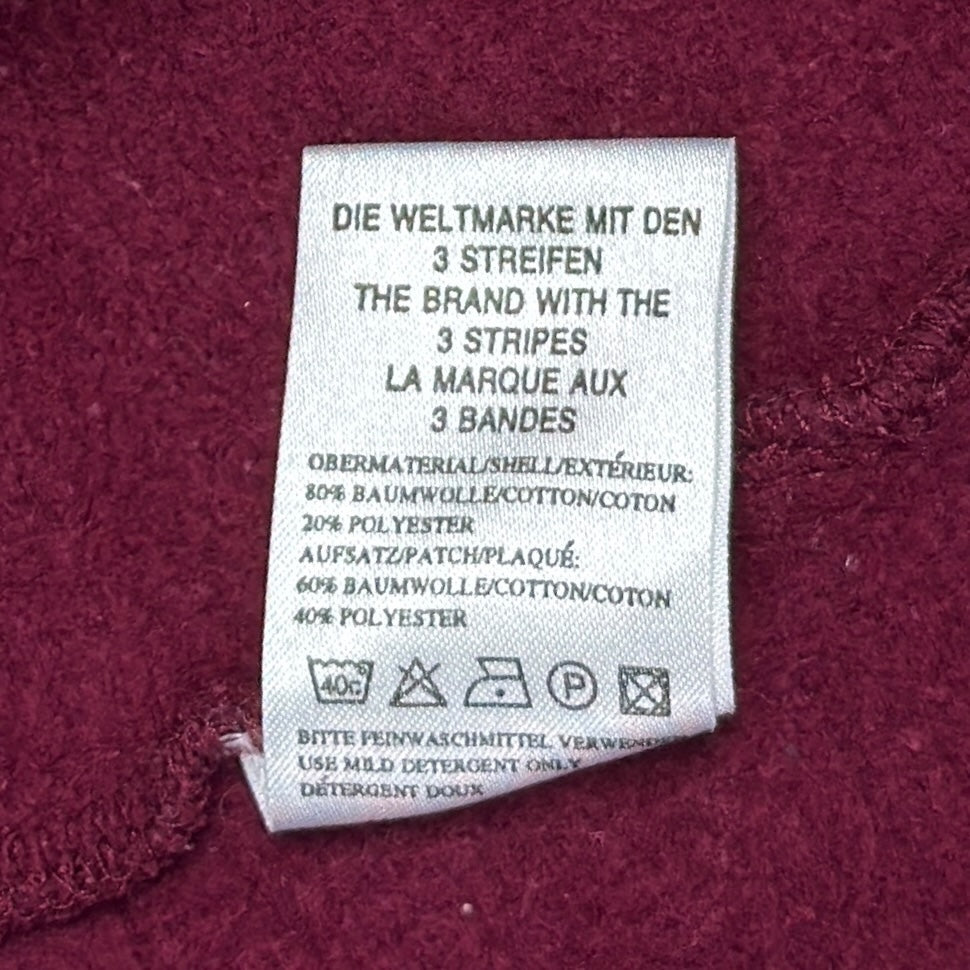 DIE WELTMARKE MIT DEN
3 STREIFEN
THE BRAND WITH THE
3 STRIPES
LA MARQUE AUX
3 BANDES
OBERMATERIAL/SHELL/EXTÉRIEUR:
80% BAUMWOLLE/COTTON/COTON
20% POLYESTER
AUFSATZ/PATCH/PLAQUÉ:
60% BAUMWOLLE/COTTON/COTON
40% POLYESTER
40c P
BITTE FEINWASCHMITTEL VERWENDEN
USE MILD DETERGENT ONLY
DÉTERGENT DOUX